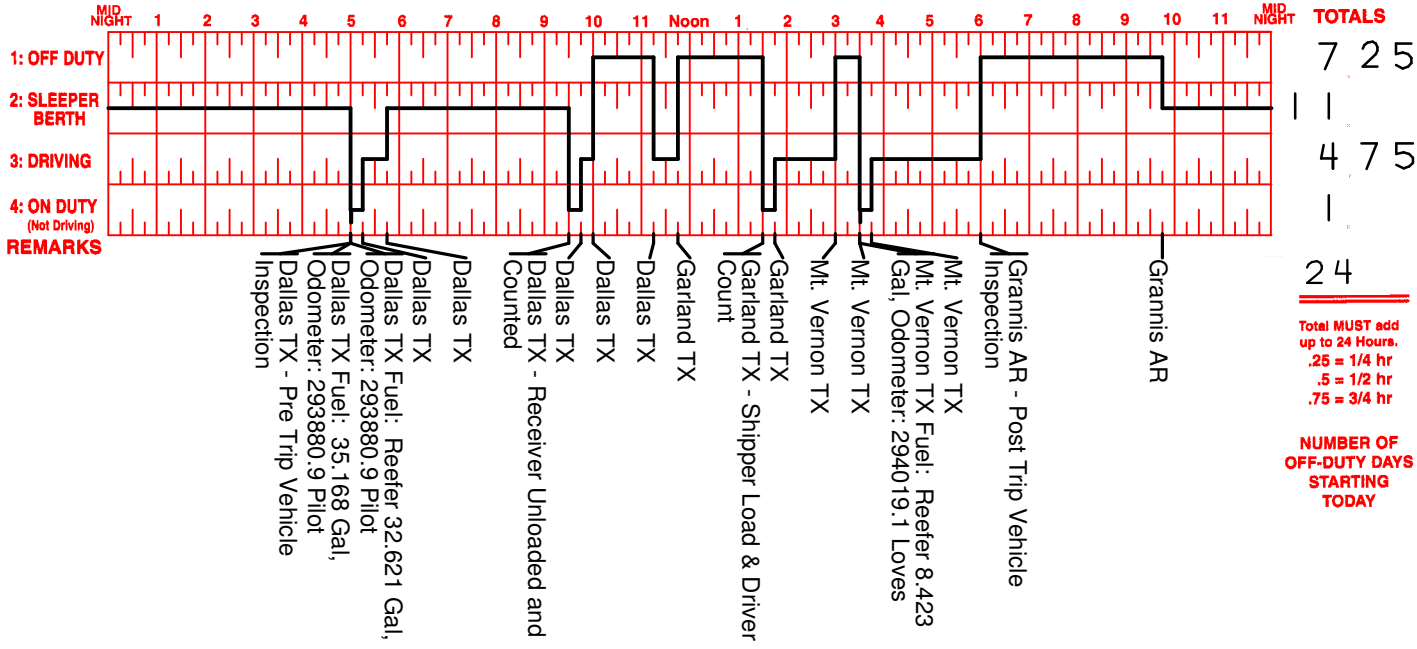 MID NIGHT 1 2 3 4 5 6 7 8 9 10 11 Noon 1 2 3 4 5 6 7 8 9 10 11 MID NIGHT TOTALS
1: OFF DUTY 7 25
2: SLEEPER BERTH 11
3: DRIVING 4 75
4: ON DUTY 1
(Not Driving)
REMARKS
24
Dallas TX - Pre Trip Vehicle
Inspection
Dallas TX Fuel: 35.168 Gal,
Odometer: 293880.9 Pilot
Dallas TX Fuel: Reefer 32.621 Gal,
Odometer: 293880.9 Pilot
Dallas TX
Dallas TX
Dallas TX - Receiver Unloaded and
Counted
Dallas TX
Dallas TX
Dallas TX
Garland TX
Garland TX - Shipper Load & Driver
Count
Garland TX
Mt. Vernon TX
Mt. Vernon TX
Mt. Vernon TX Fuel: Reefer 8.423
Gal, Odometer: 294019.1 Loves
Mt. Vernon TX
Grannis AR - Post Trip Vehicle
Inspection
Grannis AR
Total MUST add
up to 24 Hours.
.25 = 1/4 hr
.5 = 1/2 hr
.75 = 3/4 hr
NUMBER OF
OFF-DUTY DAYS
STARTING
TODAY